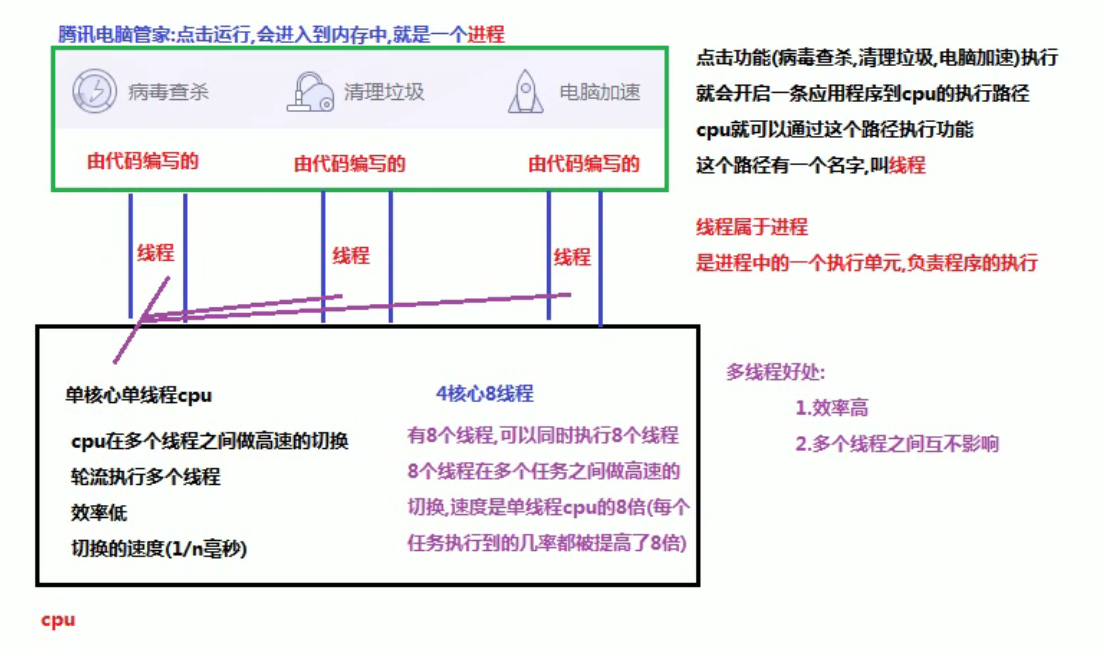 腾讯电脑管家:点击运行,会进入到内存中,就是一个进程
病毒查杀
清理垃圾
电脑加速
由代码编写的
由代码编写的
由代码编写的
线程
线程
线程
点击功能(病毒查杀,清理垃圾,电脑加速)执行
就会开启一条应用程序到cpu的执行路径
cpu就可以通过这个路径执行功能
这个路径有一个名字,叫线程
线程属于进程
是进程中的一个执行单元,负责程序的执行
单核心单线程cpu
cpu在多个线程之间做高速的切换
轮流执行多个线程
效率低
切换的速度(1/n毫秒)
4核心8线程
有8个线程,可以同时执行8个线程
8个线程在多个任务之间做高速的
切换,速度是单线程cpu的8倍(每个
任务执行到的几率都被提高了8倍)
多线程好处:
1.效率高
2.多个线程之间互不影响
cpu